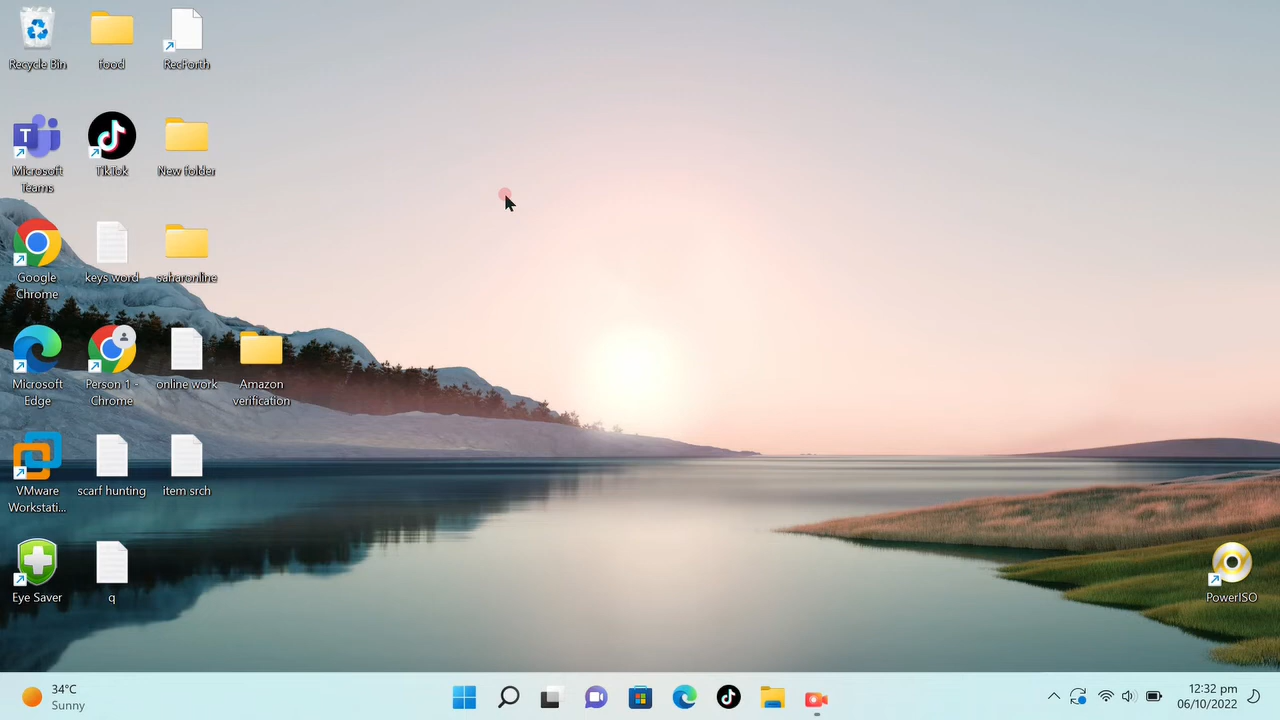 Recycle Bin
food
RecForth
Microsoft
Teams
TikTok
New folder
Google
Chrome
keys word
saharonline
Microsoft
Edge
Person 1 -
Chrome
online work
Amazon
verification
VMware
Workstati...
scarf hunting
item srch
Eye Saver
q
PowerISO
34°C
Sunny
12:32 pm
06/10/2022